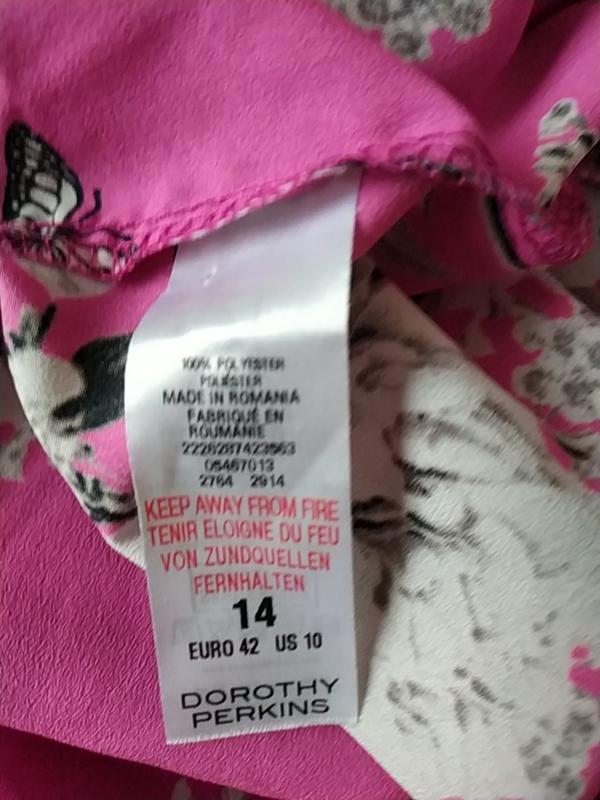 100% POLYESTER
POLIESTER
MADE IN ROMANIA
FABRIQUÉ EN
ROUMANIE
2226287423563
05467013
2764 2914
KEEP AWAY FROM FIRE
TENIR ELOIGNE DU FEU
VON ZUNDQUELLEN
FERNHALTEN
14
EURO 42 US 10
DOROTHY
PERKINS